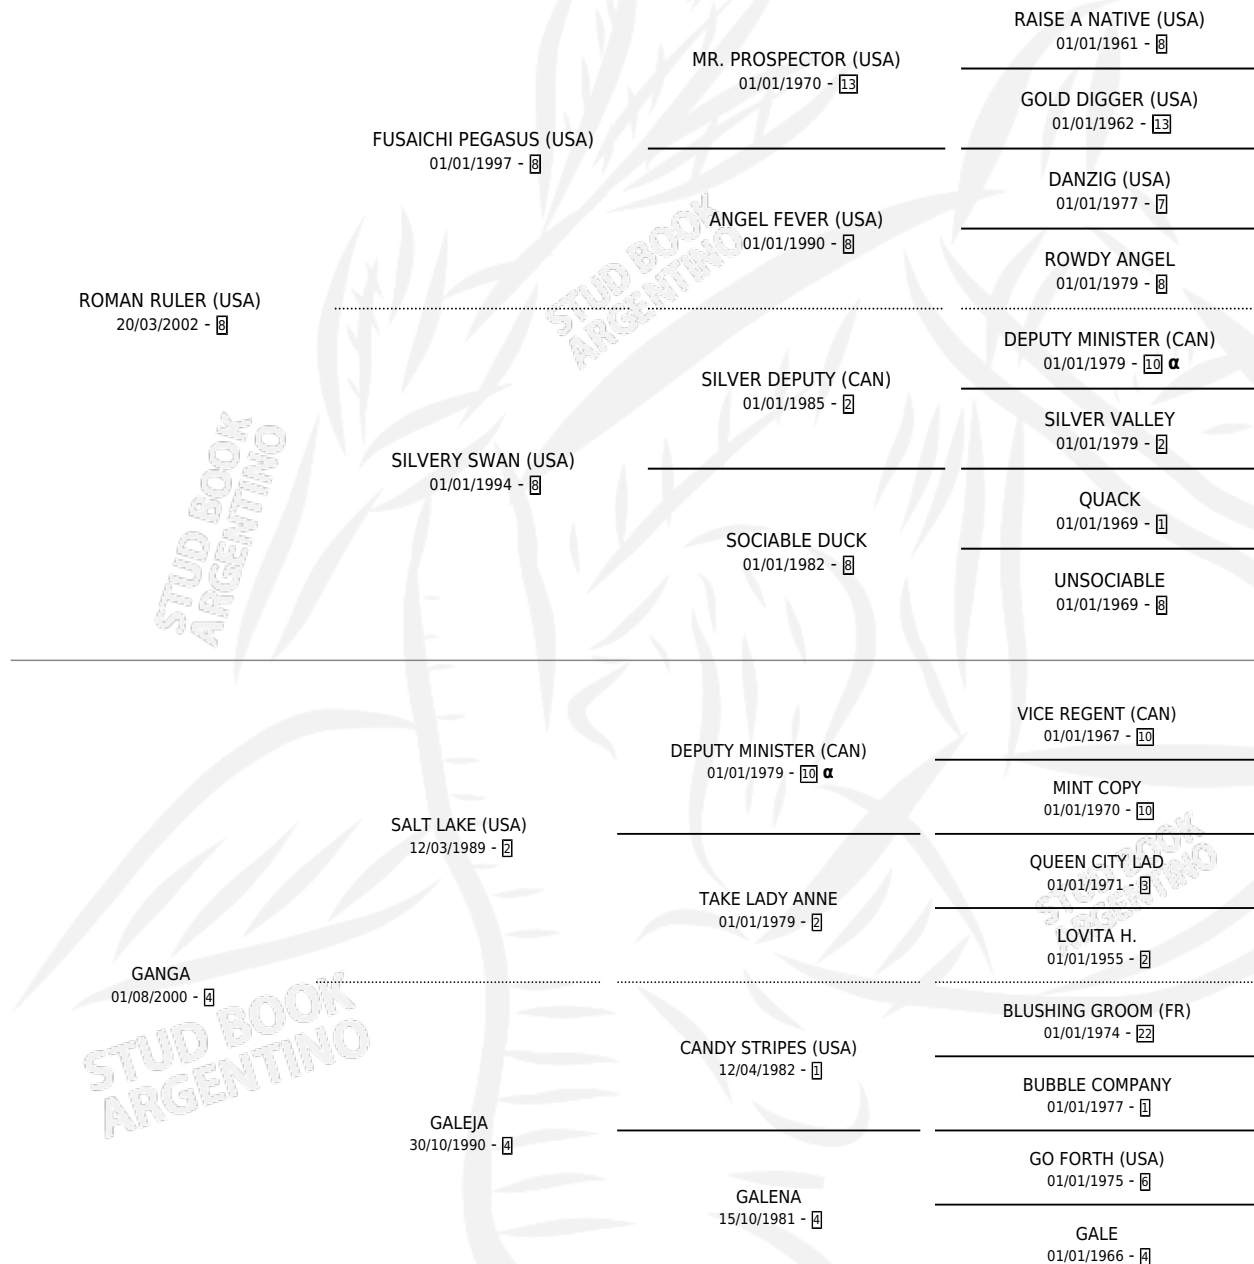 RAISE A NATIVE (USA)
01/01/1961 - 8
MR. PROSPECTOR (USA)
01/01/1970 - 13
GOLD DIGGER (USA)
01/01/1962 - 13
FUSAICHI PEGASUS (USA)
01/01/1997 - 8
DANZIG (USA)
01/01/1977 - 7
ANGEL FEVER (USA)
01/01/1990 - 8
ROWDY ANGEL
01/01/1979 - 8
ROMAN RULER (USA)
20/03/2002 - 8
DEPUTY MINISTER (CAN)
01/01/1979 - 10 α
SILVER DEPUTY (CAN)
01/01/1985 - 2
SILVER VALLEY
01/01/1979 - 2
SILVERY SWAN (USA)
01/01/1994 - 8
QUACK
01/01/1969 - 1
SOCIABLE DUCK
01/01/1982 - 8
UNSOCIABLE
01/01/1969 - 8
VICE REGENT (CAN)
01/01/1967 - 10
DEPUTY MINISTER (CAN)
01/01/1979 - 10 α
MINT COPY
01/01/1970 - 10
SALT LAKE (USA)
12/03/1989 - 2
QUEEN CITY LAD
01/01/1971 - 3
TAKE LADY ANNE
01/01/1979 - 2
LOVITA H.
01/01/1955 - 2
GANGA
01/08/2000 - 4
BLUSHING GROOM (FR)
01/01/1974 - 22
CANDY STRIPES (USA)
12/04/1982 - 1
BUBBLE COMPANY
01/01/1977 - 1
GALEJA
30/10/1990 - 4
GO FORTH (USA)
01/01/1975 - 6
GALENA
15/10/1981 - 4
GALE
01/01/1966 - 4
STUD BOOK
ARGENTINO
STUD BOOK
ARGENTINO
STUD BOOK
ARGENTINO
STUD BOOK
ARGENTINO